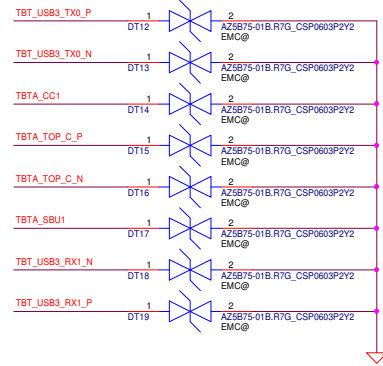 TBT_USB3_TX0_P 1 2
DT12 AZ5B75-01B.R7G_CSP0603P2Y2
EMC@
TBT_USB3_TX0_N 1 2
DT13 AZ5B75-01B.R7G_CSP0603P2Y2
EMC@
TBTA_CC1 1 2
DT14 AZ5B75-01B.R7G_CSP0603P2Y2
EMC@
TBTA_TOP_C_P 1 2
DT15 AZ5B75-01B.R7G_CSP0603P2Y2
EMC@
TBTA_TOP_C_N 1 2
DT16 AZ5B75-01B.R7G_CSP0603P2Y2
EMC@
TBTA_SBU1 1 2
DT17 AZ5B75-01B.R7G_CSP0603P2Y2
EMC@
TBT_USB3_RX1_N 1 2
DT18 AZ5B75-01B.R7G_CSP0603P2Y2
EMC@
TBT_USB3_RX1_P 1 2
DT19 AZ5B75-01B.R7G_CSP0603P2Y2
EMC@